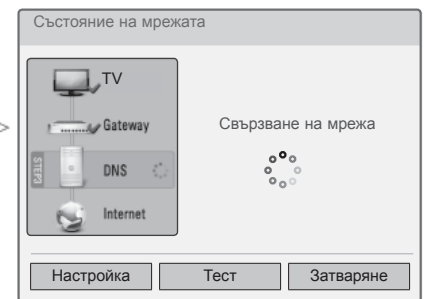 Състояние на мрежата
TV
Gateway
STEP3
DNS
Internet
Свързване на мрежа
Настройка
Тест
Затваряне